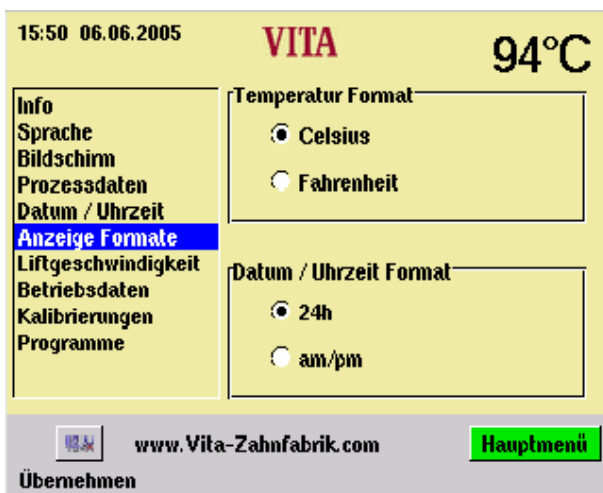 15:50 06.06.2005
VITA
94°C
Info
Sprache
Bildschirm
Prozessdaten
Datum / Uhrzeit
Anzeige Formate
Liftgeschwindigkeit
Betriebsdaten
Kalibrierungen
Programme
Temperatur Format
Celsius
Fahrenheit
Datum / Uhrzeit Format
24h
am/pm
www.Vita-Zahnfabrik.com
Hauptmenü
Übernehmen